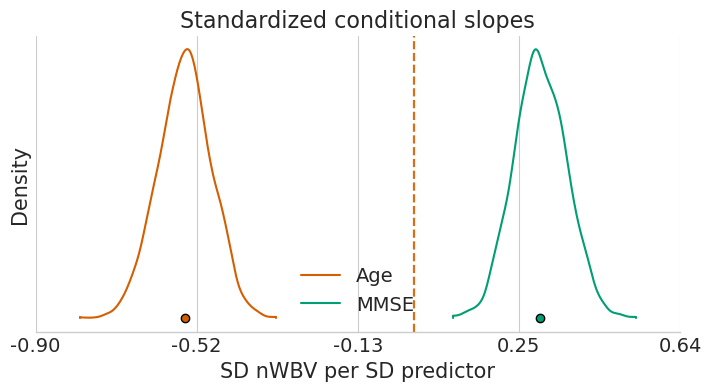 Standardized conditional slopes
Density
Age
MMSE
-0.90 -0.52 -0.13 0.25 0.64
SD nWBV per SD predictor